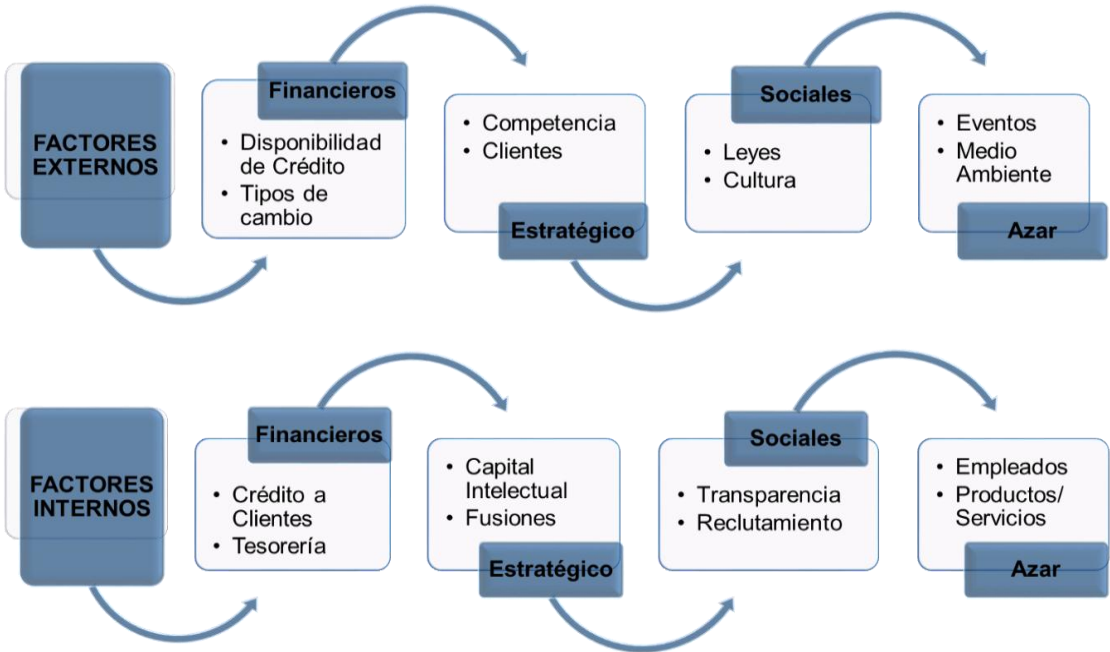 FACTORES
EXTERNOS
Financieros
• Disponibilidad
de Crédito
• Tipos de
cambio
• Competencia
• Clientes
Estratégico
Sociales
• Leyes
• Cultura
• Eventos
• Medio
Ambiente
Azar
FACTORES
INTERNOS
Financieros
• Crédito a
Clientes
• Tesorería
• Capital
Intelectual
• Fusiones
Estratégico
Sociales
• Transparencia
• Reclutamiento
• Empleados
• Productos/
Servicios
Azar